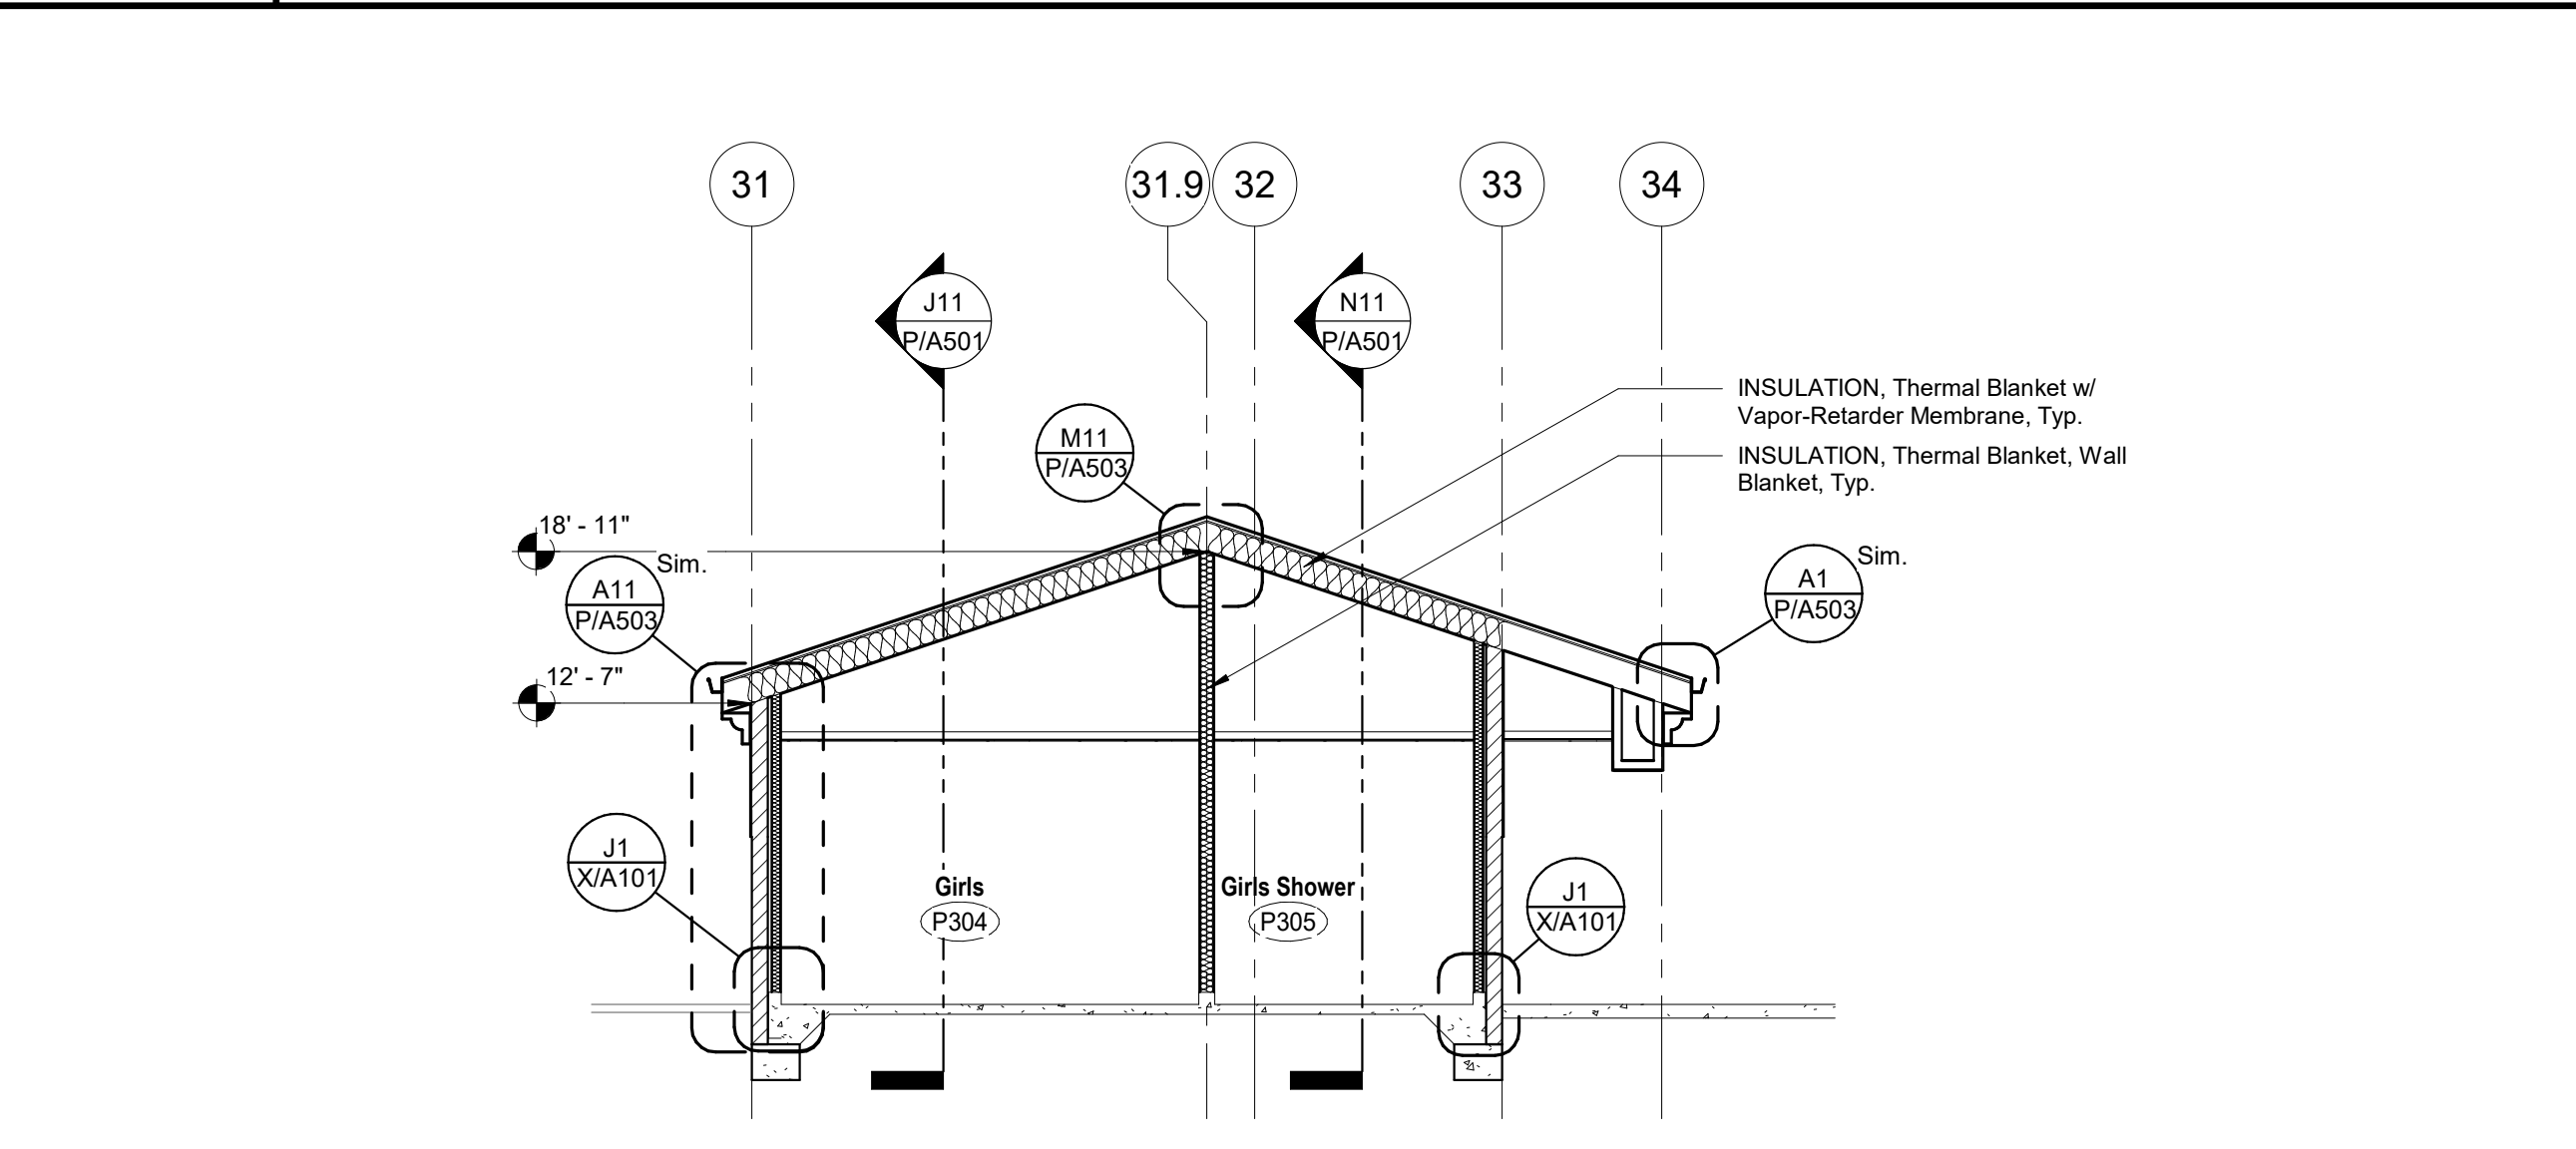 31
31.9
32
33
34
J11
P/A501
N11
P/A501
INSULATION, Thermal Blanket w/
Vapor-Retarder Membrane, Typ.
M11
P/A503
INSULATION, Thermal Blanket, Wall
Blanket, Typ.
18' - 11"
Sim.
A11
P/A503
Sim.
A1
P/A503
12' - 7"
J1
X/A101
Girls
P304
Girls Shower
P305
J1
X/A101